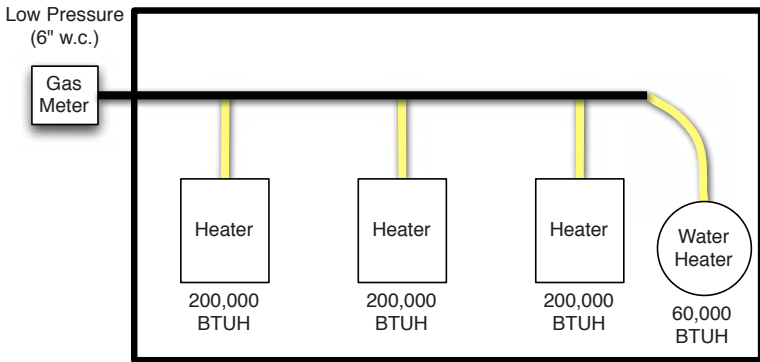 Low Pressure
(6" w.c.)
Gas
Meter
Heater
Heater
Heater
Water
Heater
200,000
BTUH
200,000
BTUH
200,000
BTUH
60,000
BTUH